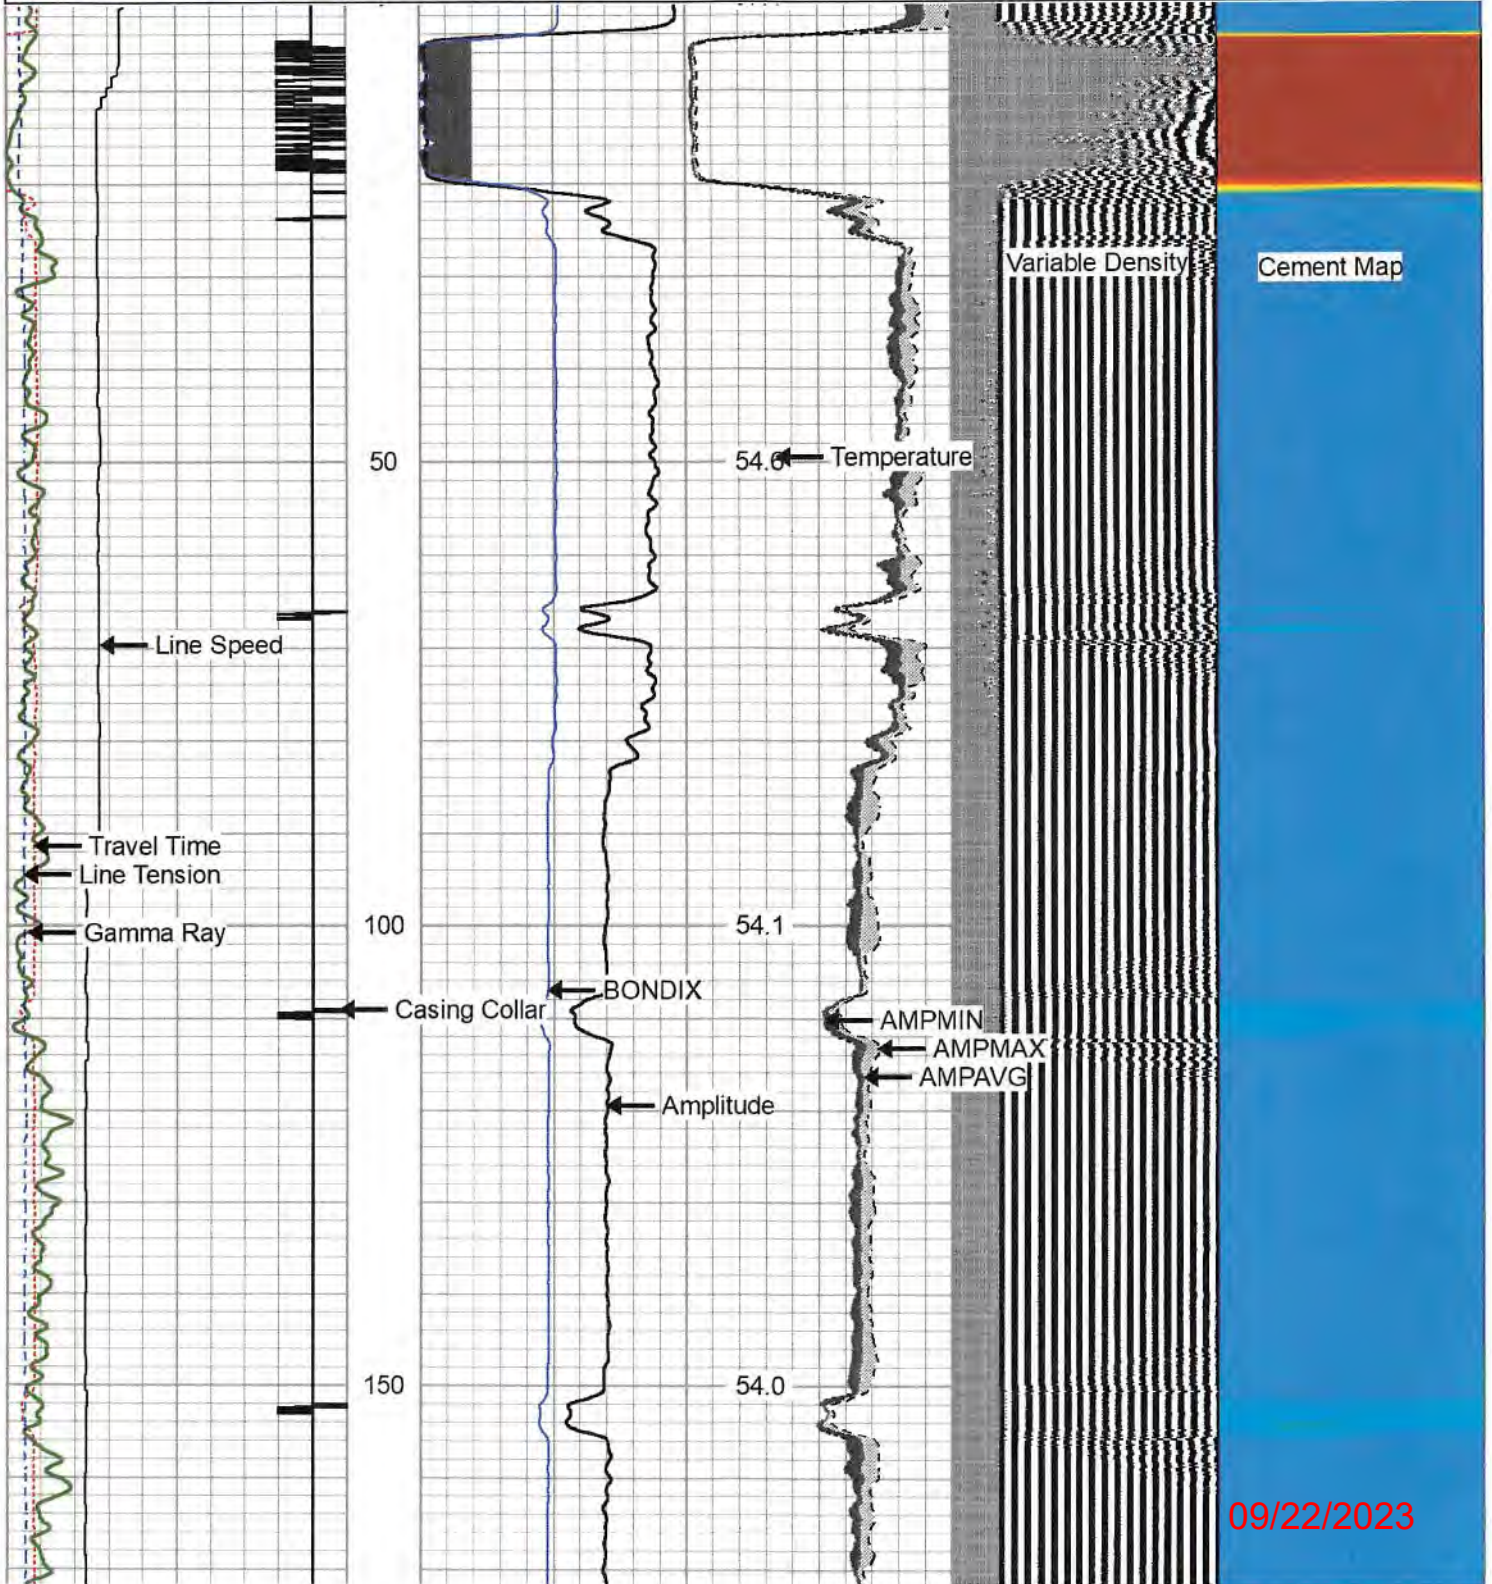 Variable Density
Cement Map
50
54.6
Temperature
Line Speed
Travel Time
Line Tension
100
54.1
Gamma Ray
BONDIX
Casing Collar
AMPMIN
AMPMAX
AMPAVG
Amplitude
150
54.0
09/22/2023